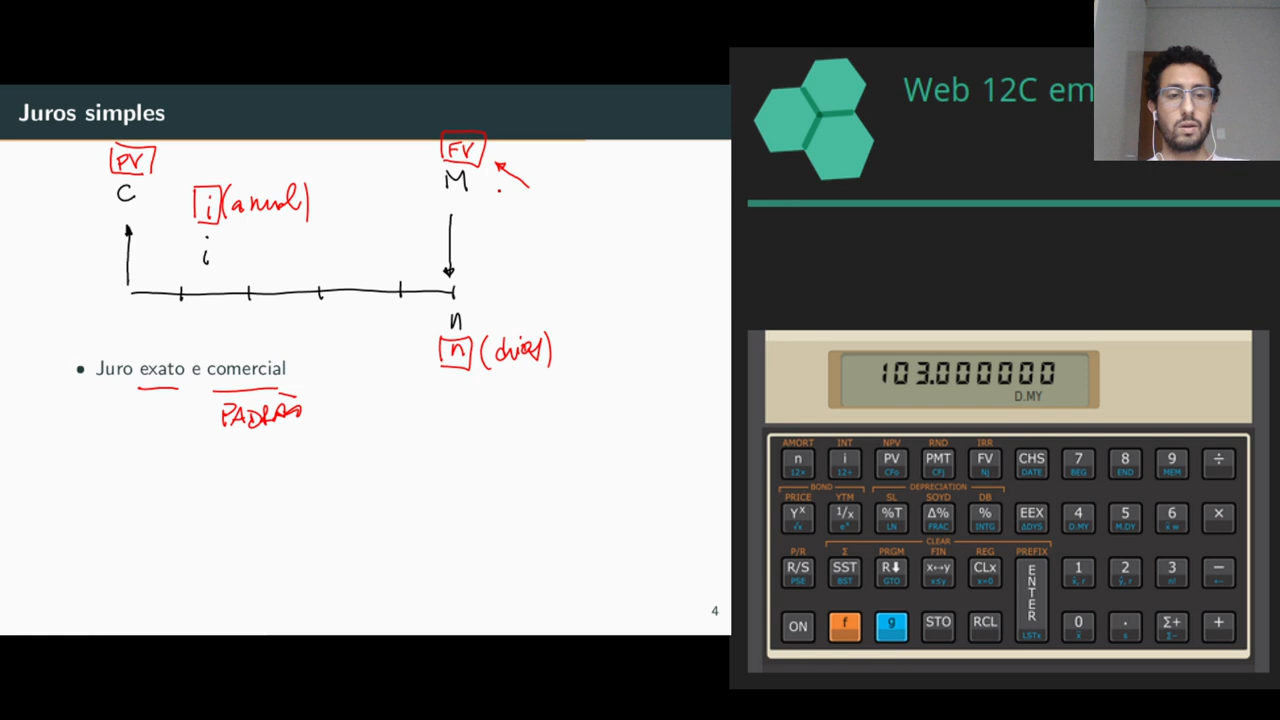 Juros simples
PV
FV
C
M
i (anual)
i
n
n (dias)
• Juro exato e comercial
PADRÃO
4
Web 12C em
103.000000
D.MY
AMORT INT NPV RND IRR
n i PV PMT FV CHS 7 8 9 ÷
12× 12÷ CFo CFj Nj DATE BEG END MEM
BOND DEPRECIATION
PRICE YTM SL SOYD DB
Yˣ 1/x %T Δ% % EEX 4 5 6 ×
√x eˣ LN FRAC INTG ΔDYS D.MY M.DY x̄ w
CLEAR
P/R Σ PRGM FIN REG PREFIX
R/S SST R⬇ x↔y CLx ENTER 1 2 3 −
PSE BST GTO x≤y x=0 x̂, r ŷ, r n! ←
ON f g STO RCL 0 . Σ+ +
LSTx x̄ s Σ−